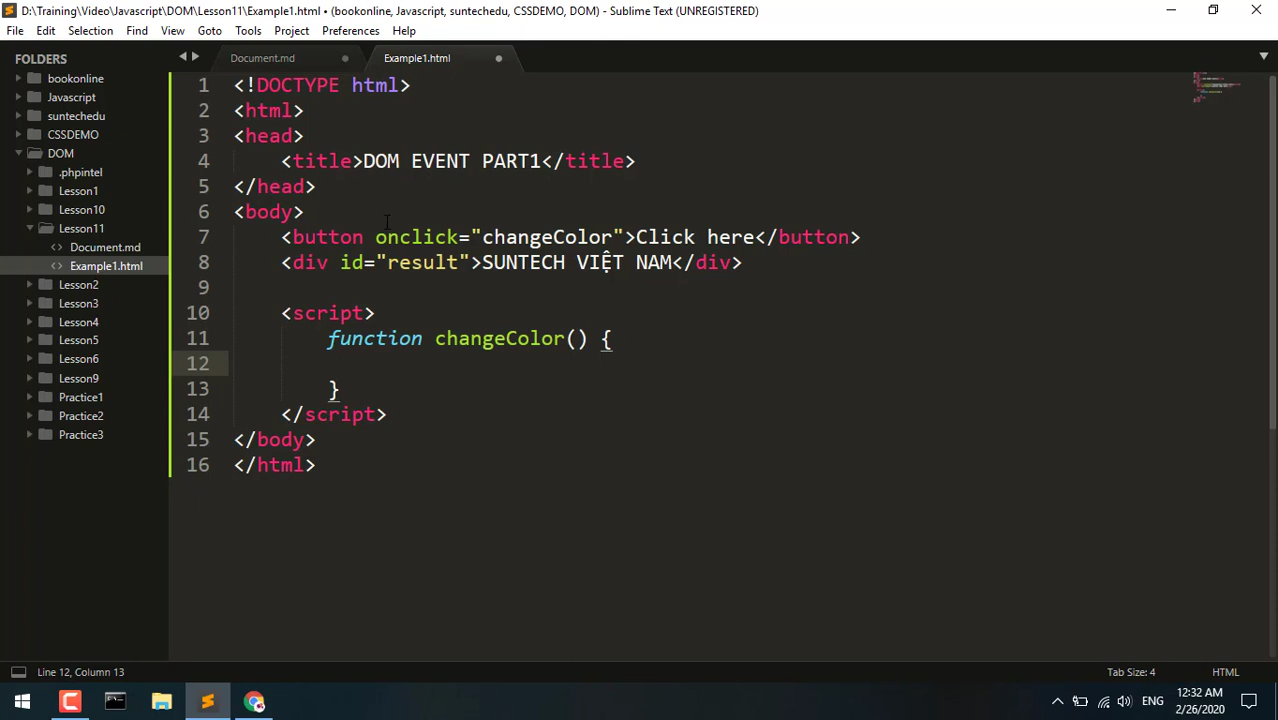 D:\Training\Video\Javascript\DOM\Lesson11\Example1.html • (bookonline, Javascript, suntechedu, CSSDEMO, DOM) - Sublime Text (UNREGISTERED)
File Edit Selection Find View Goto Tools Project Preferences Help
FOLDERS
bookonline
Javascript
suntechedu
CSSDEMO
DOM
.phpintel
Lesson1
Lesson10
Lesson11
Document.md
Example1.html
Lesson2
Lesson3
Lesson4
Lesson5
Lesson6
Lesson9
Practice1
Practice2
Practice3
Document.md Example1.html
1 <!DOCTYPE html>
2 <html>
3 <head>
4 <title>DOM EVENT PART1</title>
5 </head>
6 <body>
7 <button onclick="changeColor">Click here</button>
8 <div id="result">SUNTECH VIỆT NAM</div>
9
10 <script>
11 function changeColor() {
12
13 }
14 </script>
15 </body>
16 </html>
Line 12, Column 13 Tab Size: 4 HTML
ENG
12:32 AM
2/26/2020